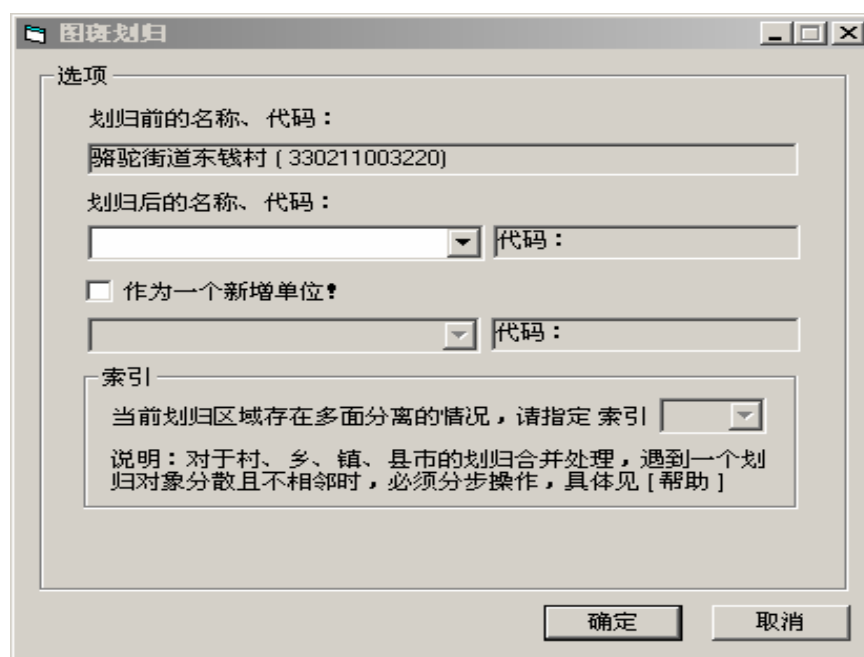 图斑划归
选项
划归前的名称、代码：
骆驼街道东钱村 ( 330211003220)
划归后的名称、代码：
代码：
作为一个新增单位！
代码：
索引
当前划归区域存在多面分离的情况，请指定 索引
说明：对于村、乡、镇、县市的划归合并处理，遇到一个划
归对象分散且不相邻时，必须分步操作，具体见 [ 帮助 ]
确定
取消